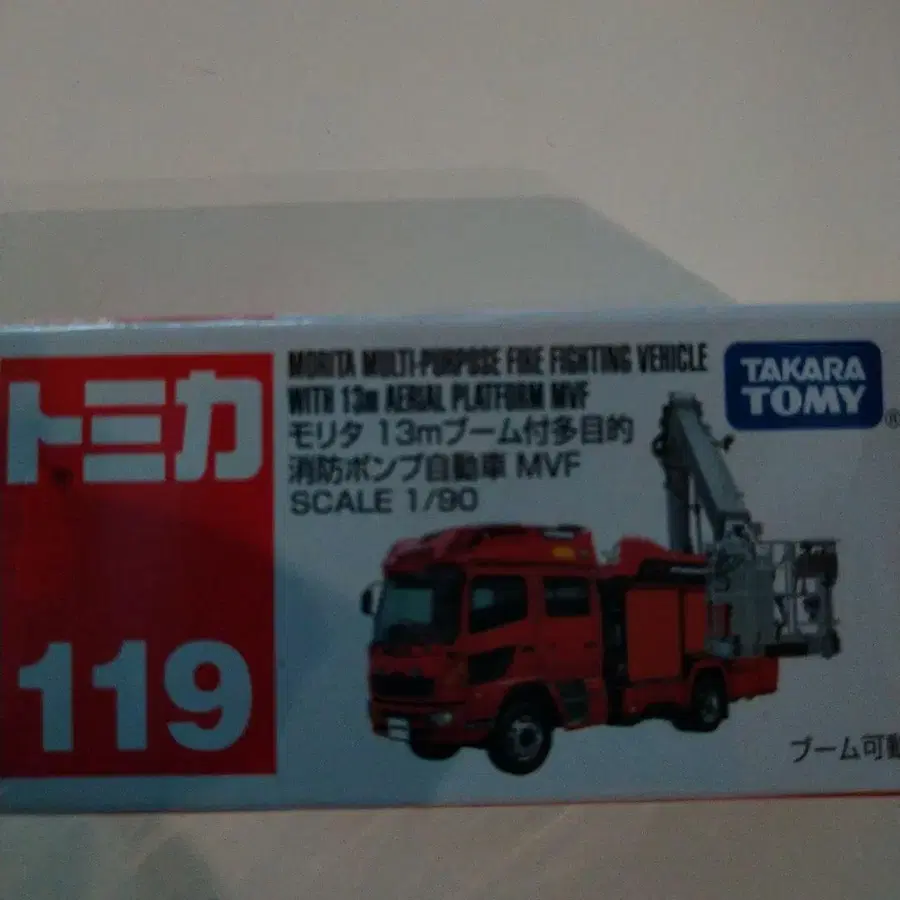 トミカ
119
MORITA MULTI-PURPOSE FIRE FIGHTING VEHICLE
WITH 13m AERIAL PLATFORM MVF
モリタ 13mブーム付多目的
消防ポンプ自動車 MVF
SCALE 1/90
TAKARA
TOMY
®
ブーム可動